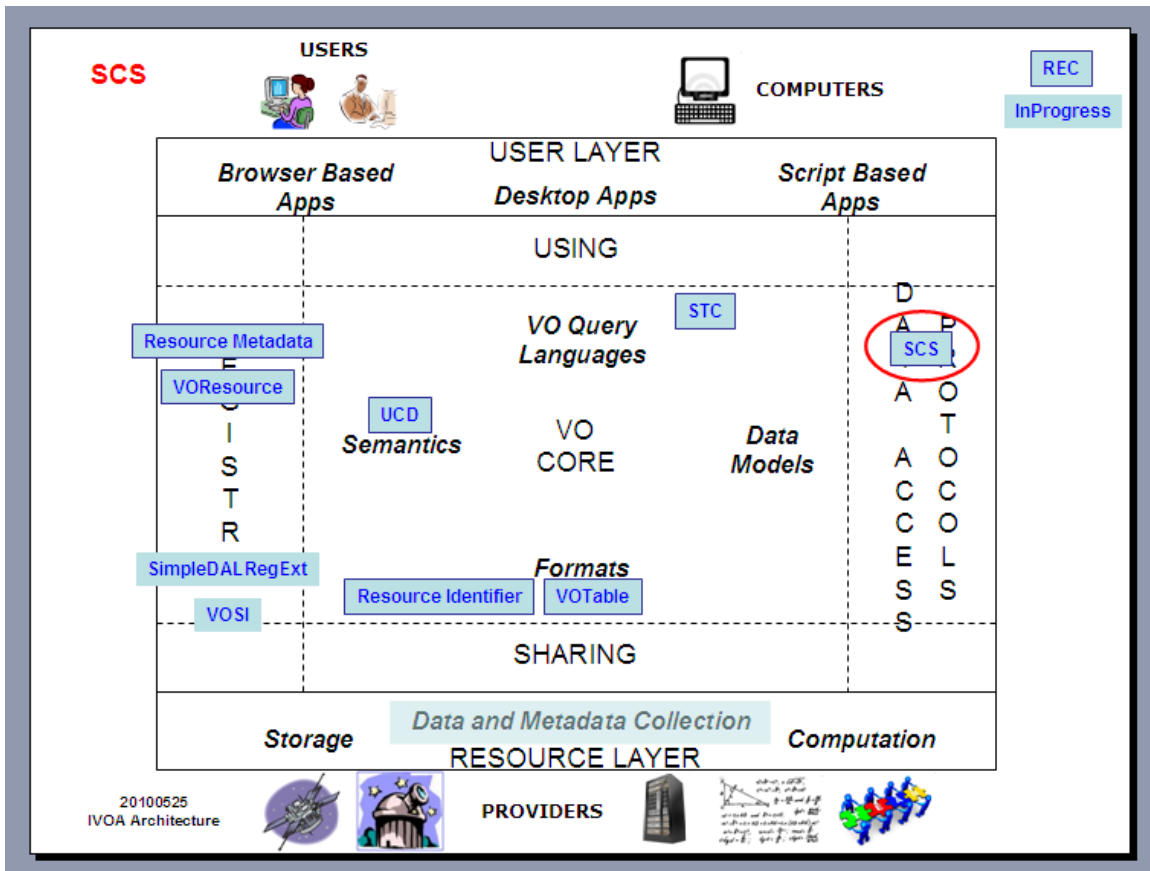 SCS
USERS
COMPUTERS
REC
InProgress
USER LAYER
Browser Based
Apps
Desktop Apps
Script Based
Apps
USING
STC
VO Query
Languages
Resource Metadata
VOResource
UCD
Semantics
VO
CORE
Data
Models
SCS
E
I
S
T
R
D
A
A
A
C
C
E
S
S
P
R
O
T
O
C
O
L
S
SimpleDALRegExt
VOSI
Formats
Resource Identifier
VOTable
SHARING
Data and Metadata Collection
Storage
Computation
RESOURCE LAYER
PROVIDERS
20100525
IVOA Architecture